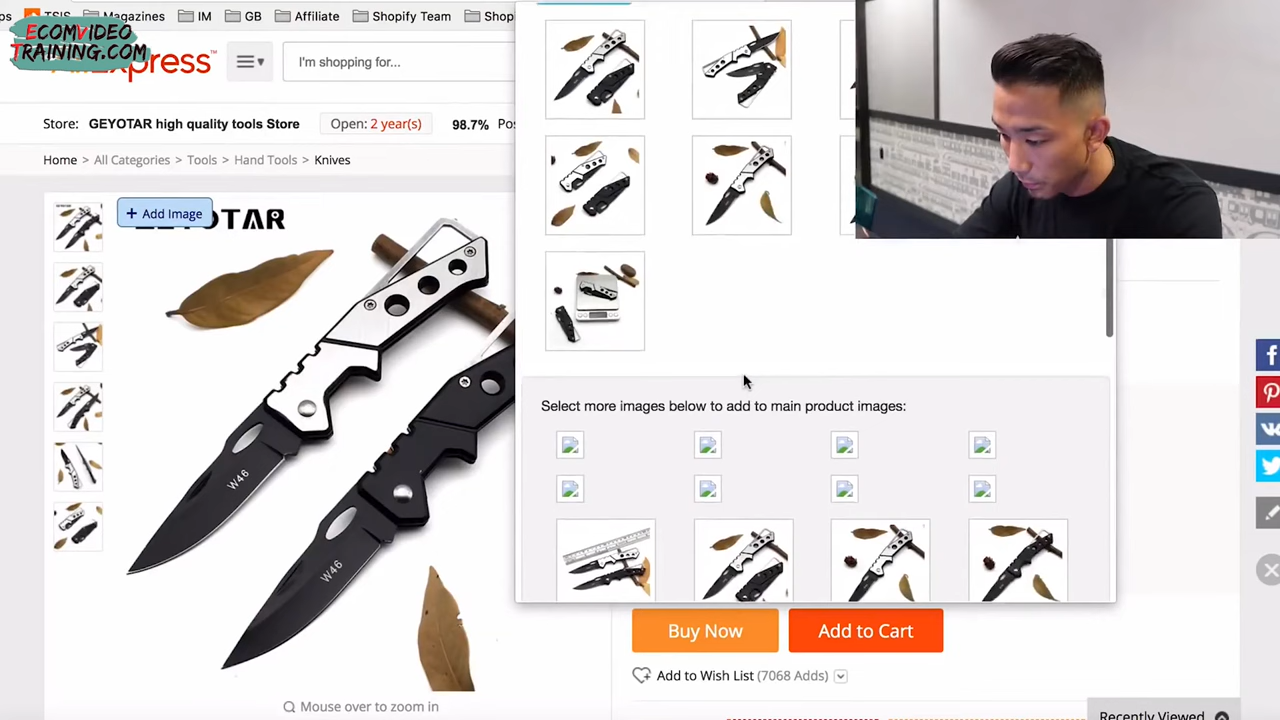 TSIS
Magazines
IM
GB
Affiliate
Shopify Team
ECOMVIDEO
TRAINING.COM
I'm shopping for...
Store: GEYOTAR high quality tools Store
Open: 2 year(s)
98.7%
Home > All Categories > Tools > Hand Tools > Knives
+ Add Image
W46
W46
Select more images below to add to main product images:
Buy Now
Add to Cart
Add to Wish List (7068 Adds)
Mouse over to zoom in
Recently Viewed